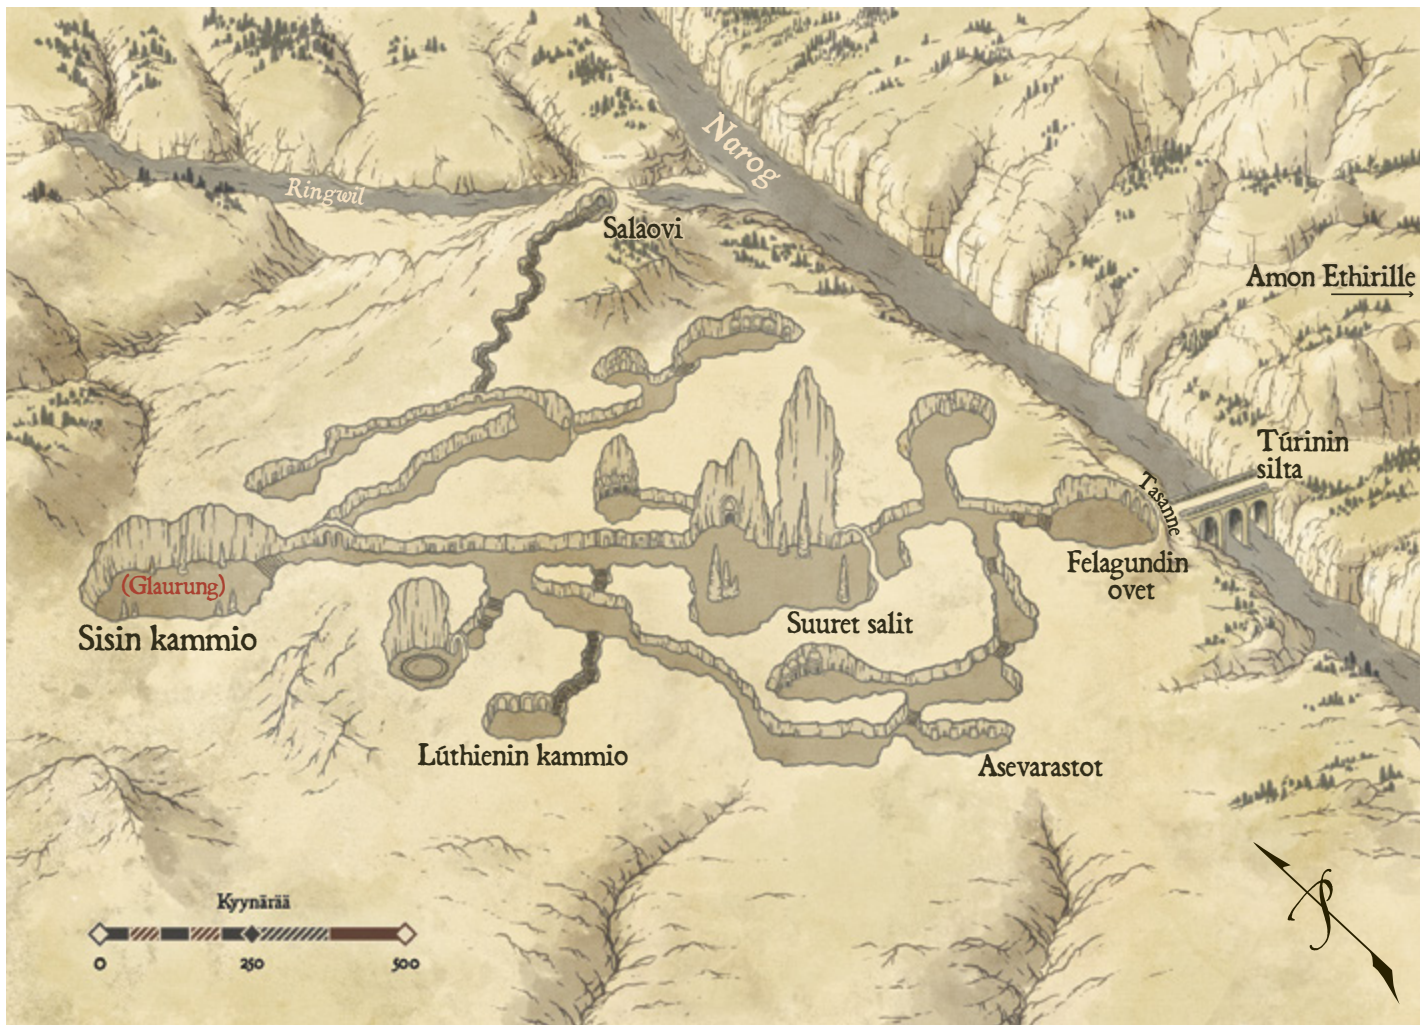 Narog
Ringwil
Salaovi
Amon Ethirille
Túrinin
silta
Tasanne
Felagundin
ovet
(Glaurung)
Sisin kammio
Suuret salit
Lúthienin kammio
Asevarastot
Kyynärää
0 250 500
P